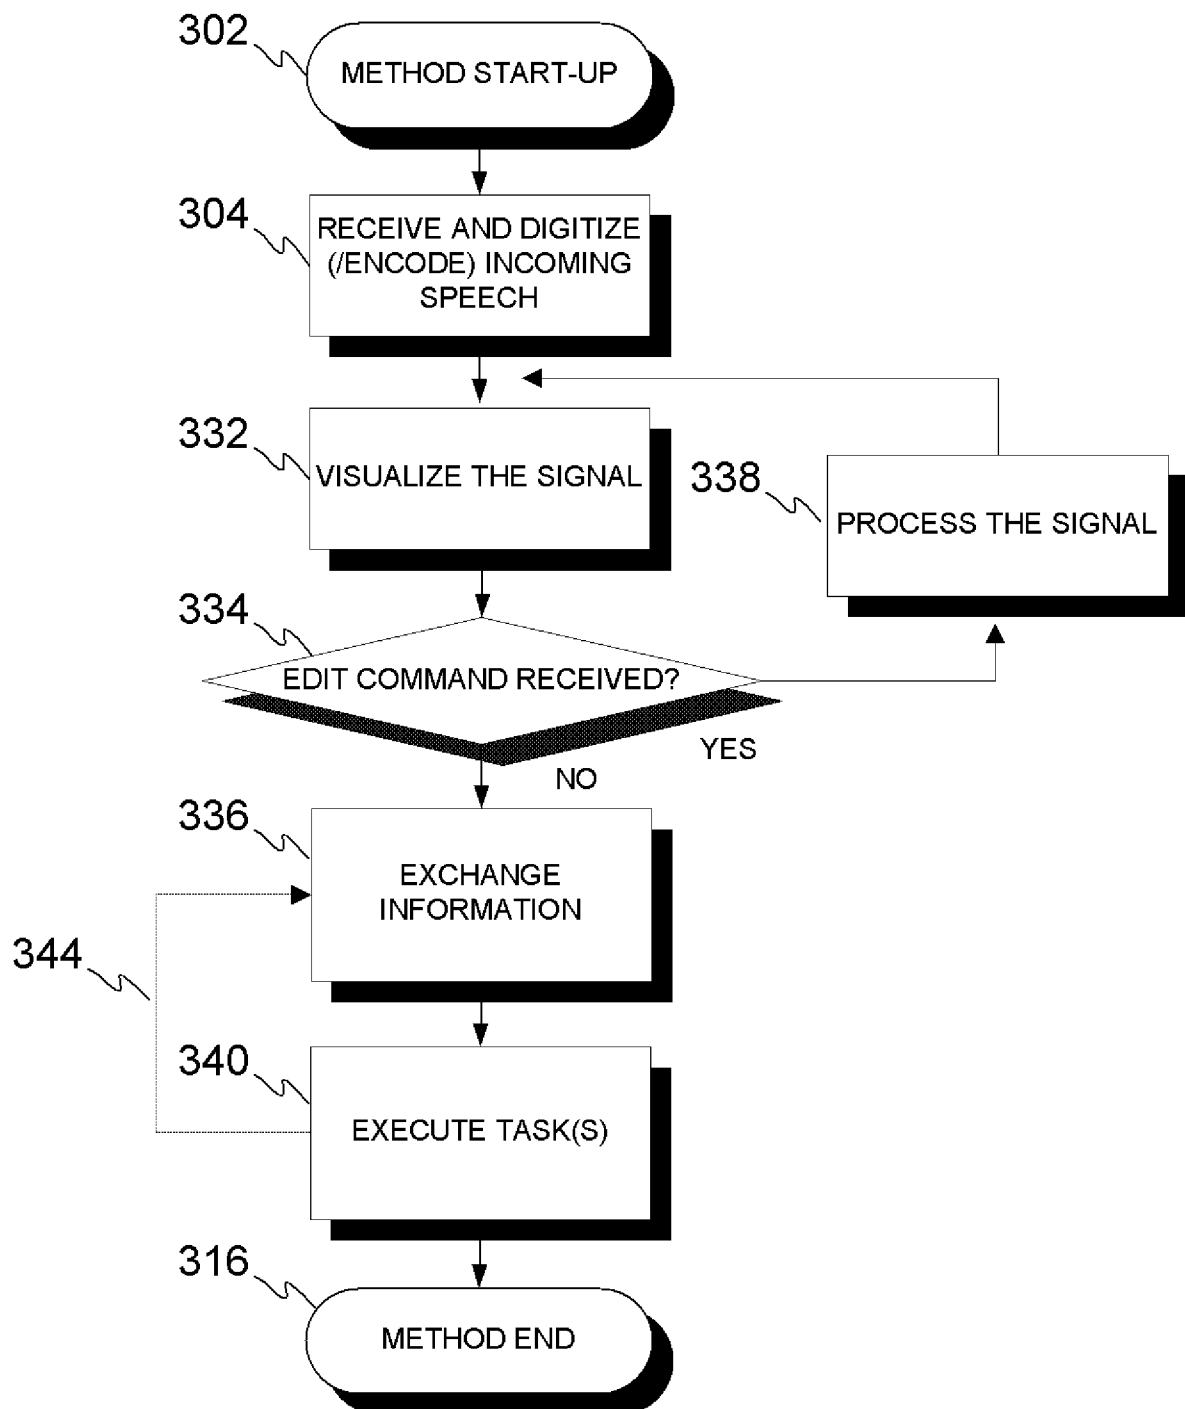 302
METHOD START-UP
304
RECEIVE AND DIGITIZE
(/ENCODE) INCOMING
SPEECH
332
VISUALIZE THE SIGNAL
338
PROCESS THE SIGNAL
334
EDIT COMMAND RECEIVED?
YES
NO
336
EXCHANGE
INFORMATION
344
340
EXECUTE TASK(S)
316
METHOD END